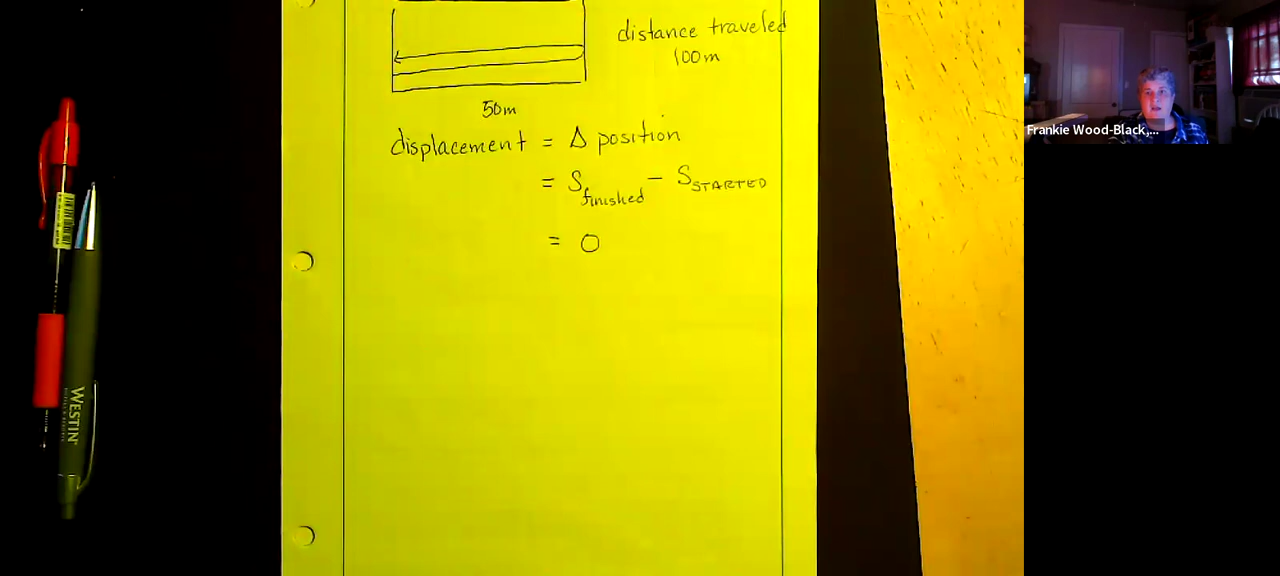 distance traveled
100m
50m
displacement = Δ position
= S finished - S STARTED
= 0
WESTIN
Frankie Wood-Black,...